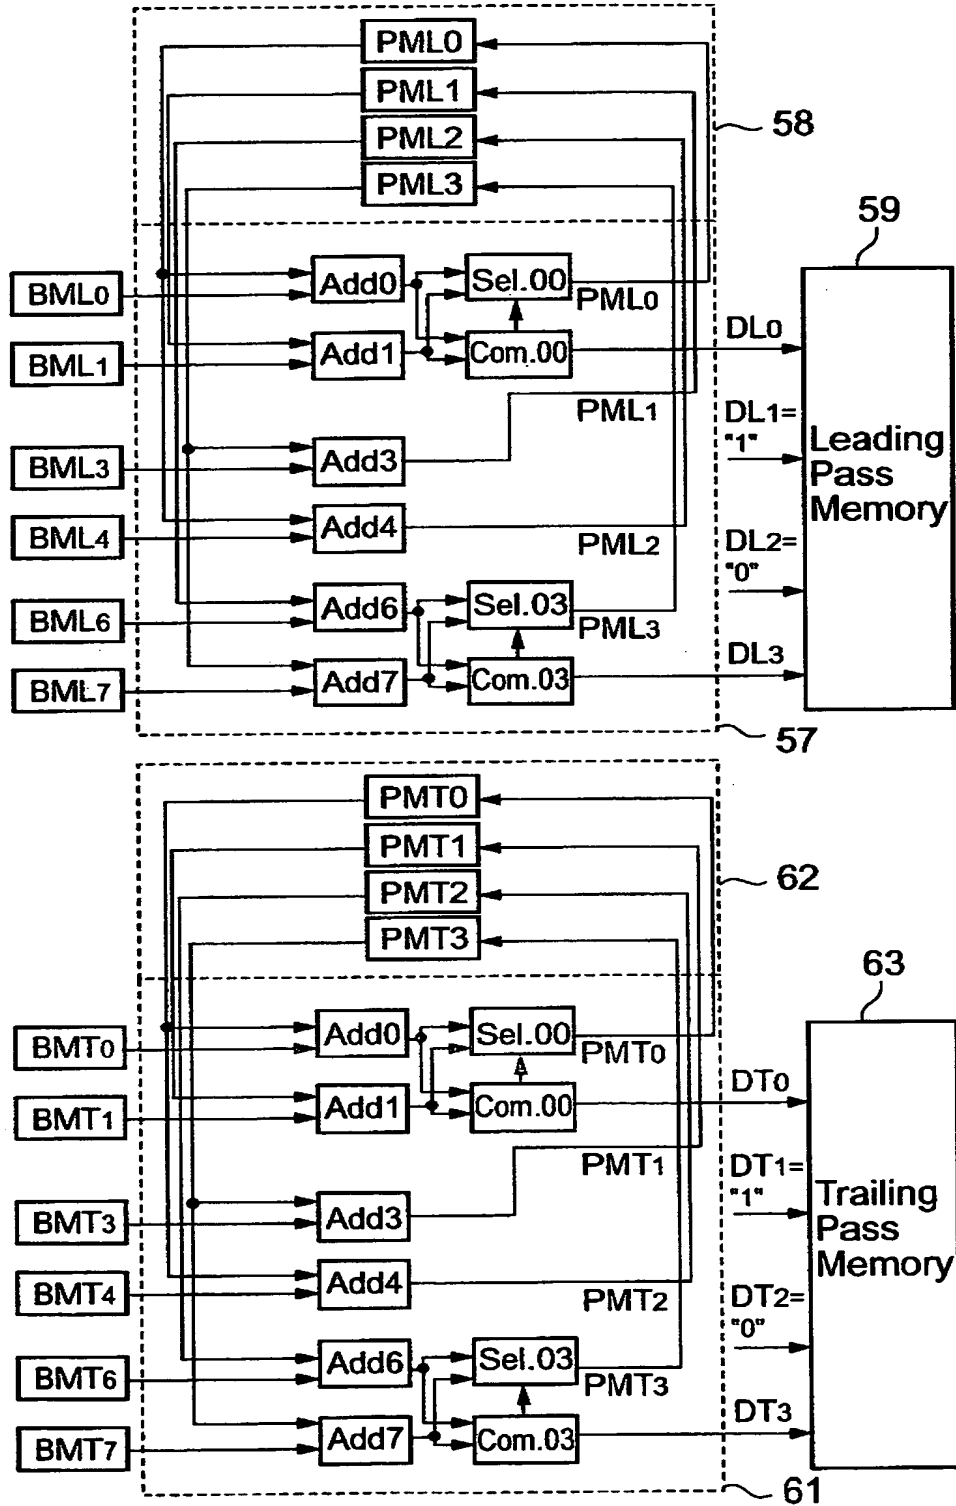 PML0
PML1
PML2
PML3
58
59
BML0
Add0
Sel.00
PML0
BML1
Add1
Com.00
DL0
PML1
DL1=
"1"
BML3
Add3
Leading
Pass
Memory
BML4
Add4
PML2
DL2=
"0"
BML6
Add6
Sel.03
PML3
BML7
Add7
Com.03
DL3
57
PMT0
PMT1
PMT2
PMT3
62
63
BMT0
Add0
Sel.00
PMT0
BMT1
Add1
Com.00
DT0
PMT1
DT1=
"1"
BMT3
Add3
Trailing
Pass
Memory
BMT4
Add4
PMT2
DT2=
"0"
BMT6
Add6
Sel.03
PMT3
BMT7
Add7
Com.03
DT3
61